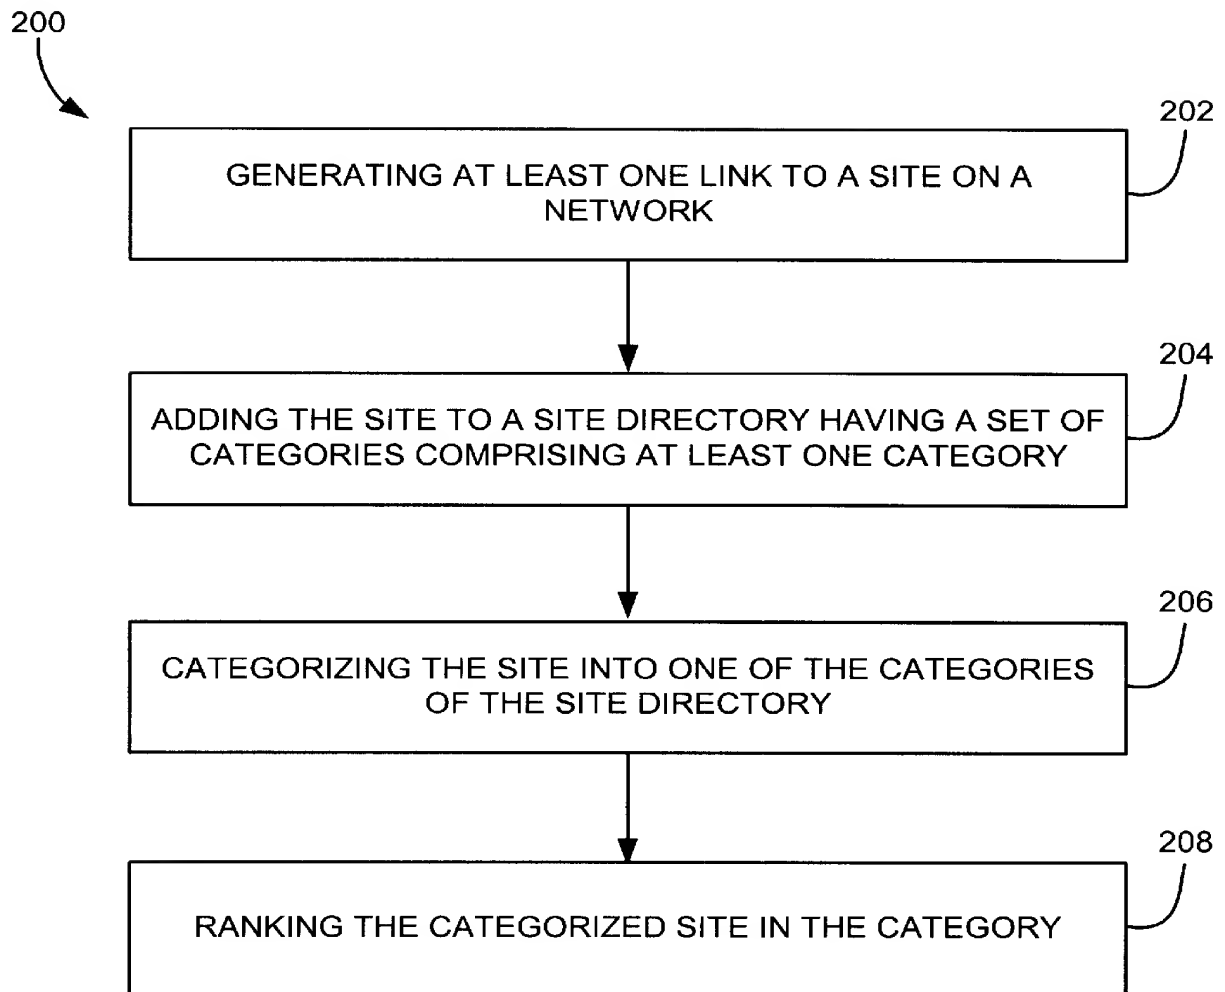 200
202
GENERATING AT LEAST ONE LINK TO A SITE ON A
NETWORK
204
ADDING THE SITE TO A SITE DIRECTORY HAVING A SET OF
CATEGORIES COMPRISING AT LEAST ONE CATEGORY
206
CATEGORIZING THE SITE INTO ONE OF THE CATEGORIES
OF THE SITE DIRECTORY
208
RANKING THE CATEGORIZED SITE IN THE CATEGORY